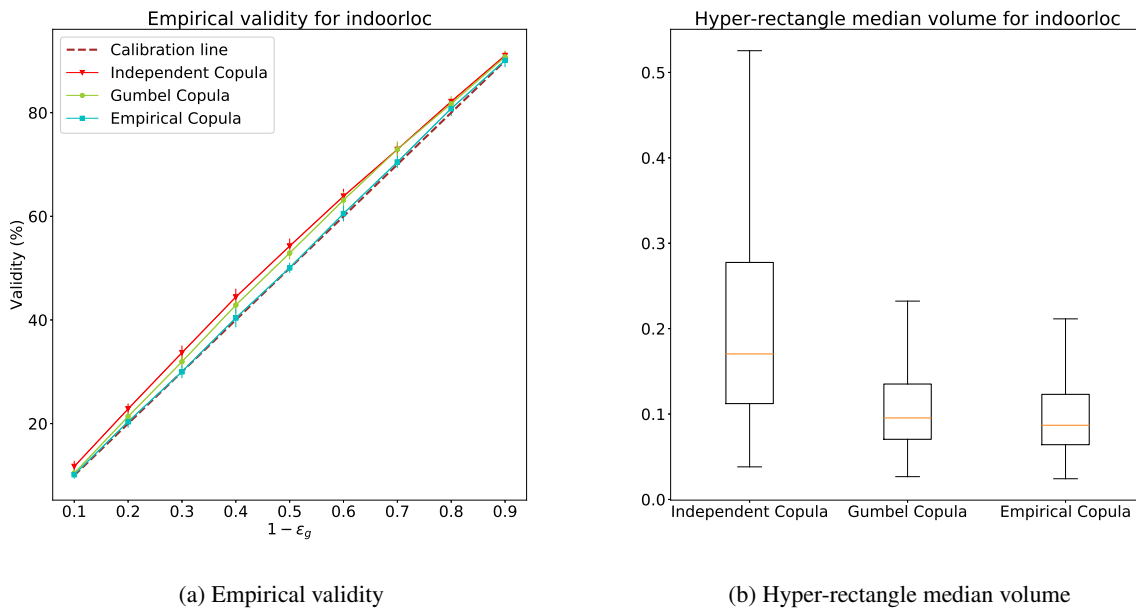 Empirical validity for indoorloc
Calibration line
Independent Copula
Gumbel Copula
Empirical Copula
Validity (%)
80
60
40
20
0.1 0.2 0.3 0.4 0.5 0.6 0.7 0.8 0.9
1 − ε_g
(a) Empirical validity
Hyper-rectangle median volume for indoorloc
0.5
0.4
0.3
0.2
0.1
0.0
Independent Copula Gumbel Copula Empirical Copula
(b) Hyper-rectangle median volume